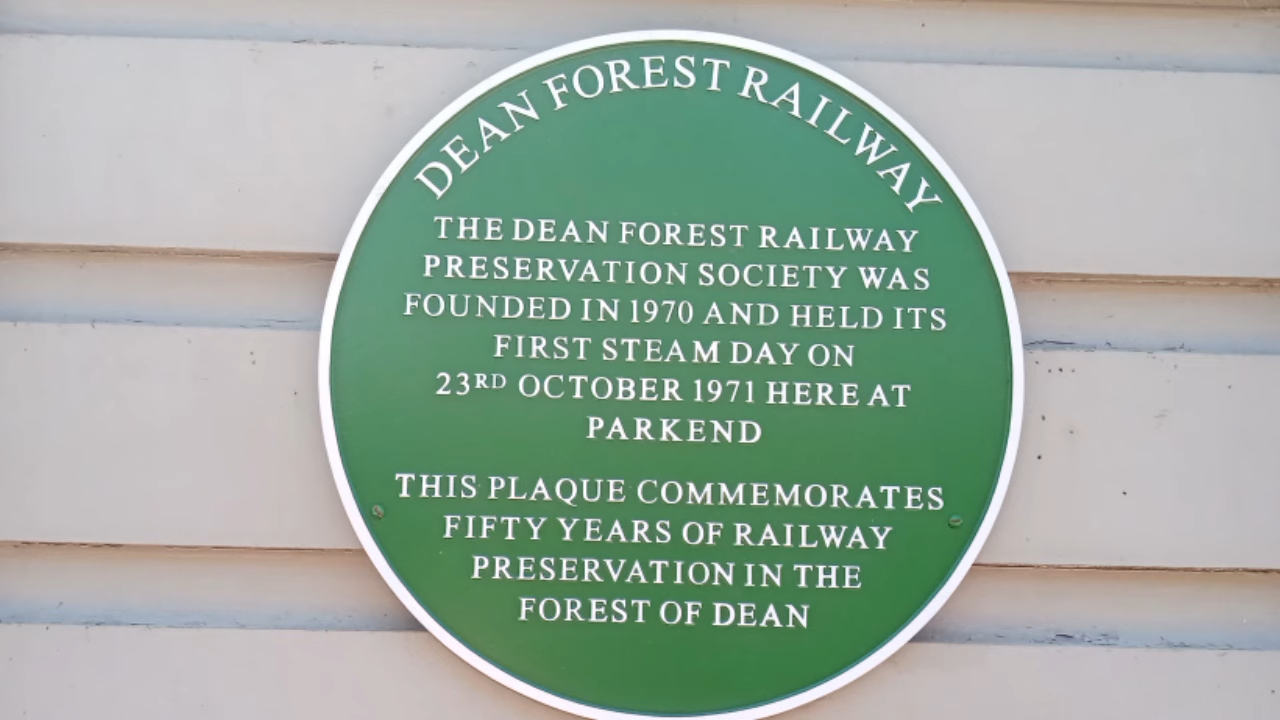 DEAN FOREST RAILWAY
THE DEAN FOREST RAILWAY
PRESERVATION SOCIETY WAS
FOUNDED IN 1970 AND HELD ITS
FIRST STEAM DAY ON
23RD OCTOBER 1971 HERE AT
PARKEND
THIS PLAQUE COMMEMORATES
FIFTY YEARS OF RAILWAY
PRESERVATION IN THE
FOREST OF DEAN